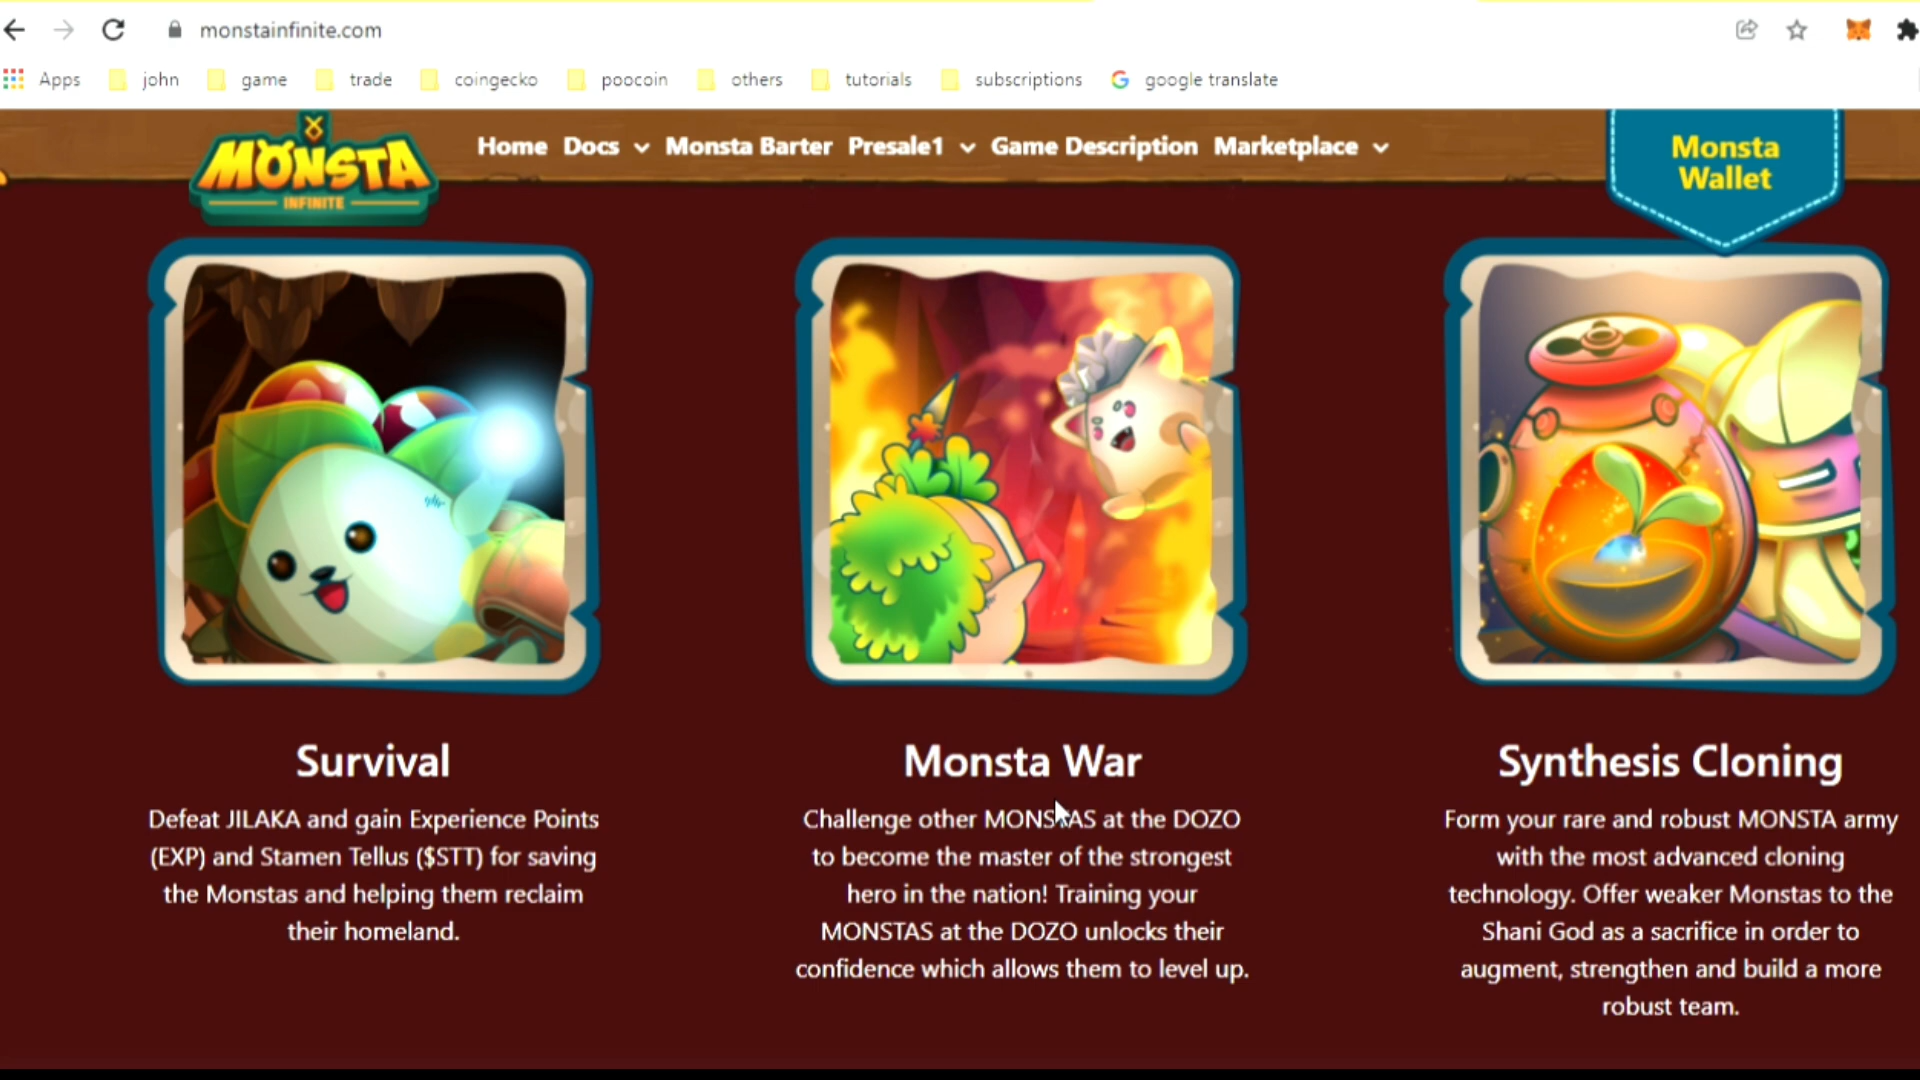 monstainfinite.com
Apps john game trade coingecko poocoin others tutorials subscriptions google translate
MONSTA
INFINITE
Home Docs Monsta Barter Presale1 Game Description Marketplace
Monsta
Wallet
Survival
Defeat JILAKA and gain Experience Points
(EXP) and Stamen Tellus ($STT) for saving
the Monstas and helping them reclaim
their homeland.
Monsta War
Challenge other MONSTAS at the DOZO
to become the master of the strongest
hero in the nation! Training your
MONSTAS at the DOZO unlocks their
confidence which allows them to level up.
Synthesis Cloning
Form your rare and robust MONSTA army
with the most advanced cloning
technology. Offer weaker Monstas to the
Shani God as a sacrifice in order to
augment, strengthen and build a more
robust team.